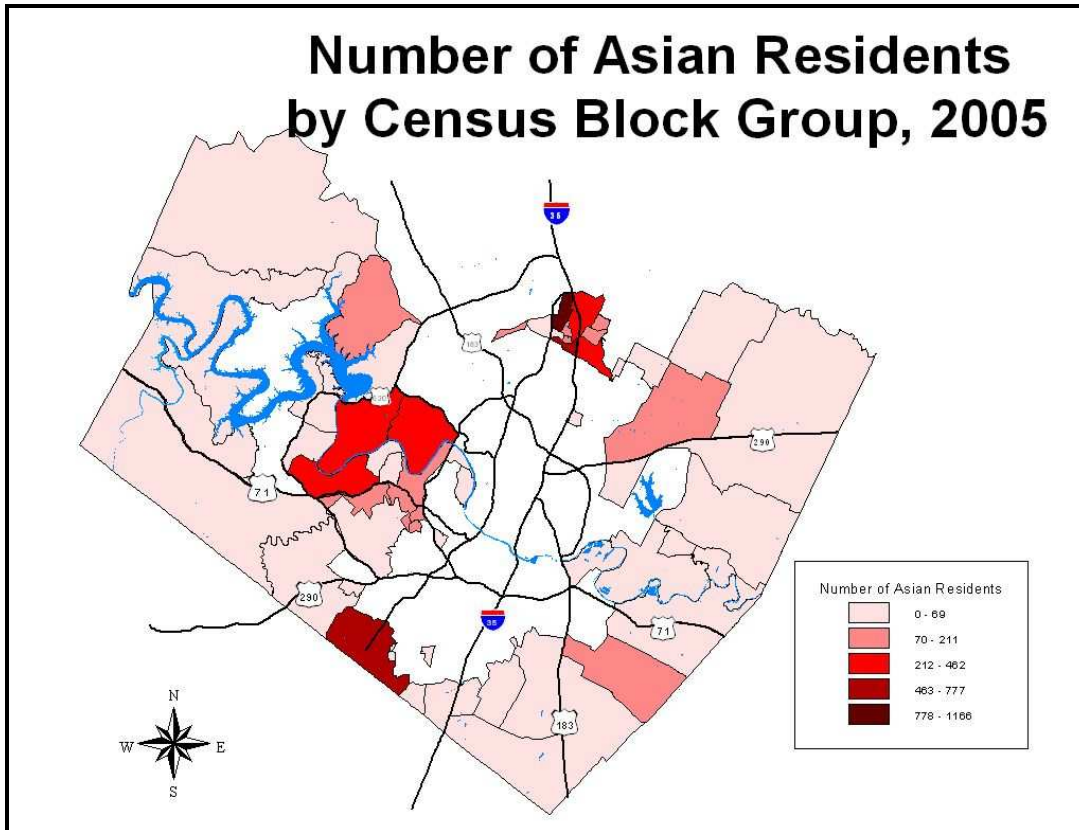 Number of Asian Residents
by Census Block Group, 2005
35
183
620
290
71
290
35
71
183
Number of Asian Residents
0 - 69
70 - 211
212 - 462
463 - 777
778 - 1166
N
W
E
S